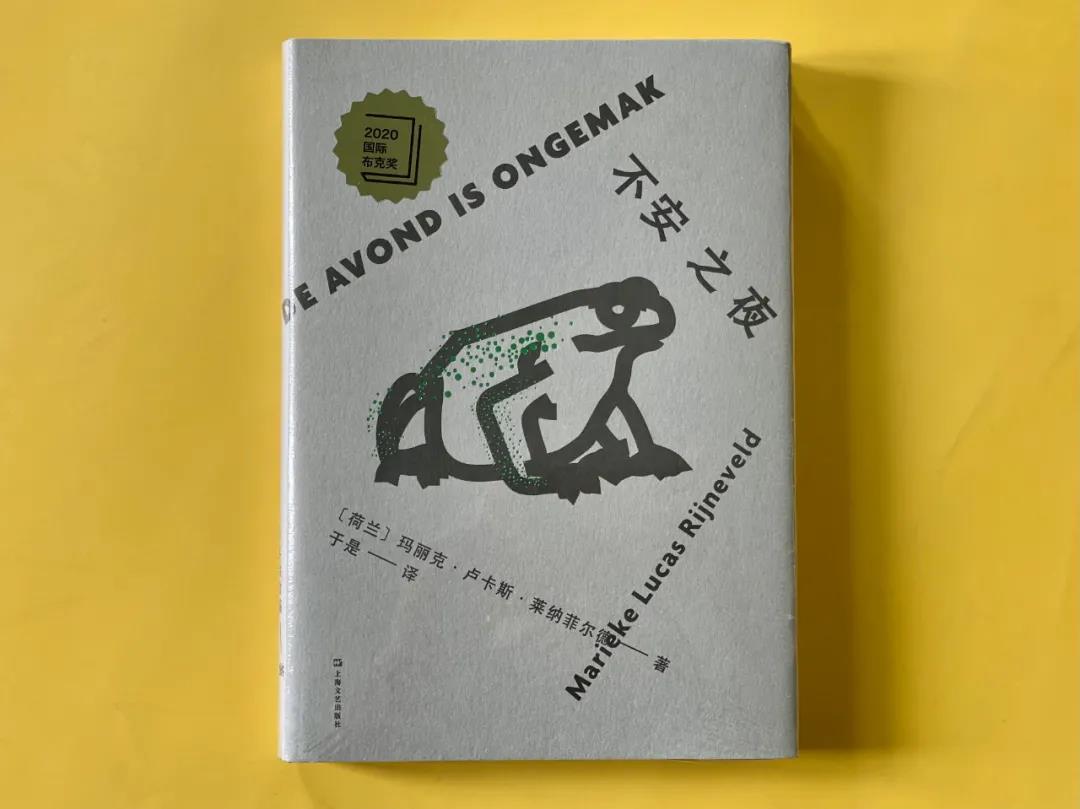 2020
国际
布克奖
DE AVOND IS ONGEMAK
不安之夜
〔荷兰〕玛丽克·卢卡斯·莱纳菲尔德——著
于是——译
Marieke Lucas Rijneveld
上海文艺出版社